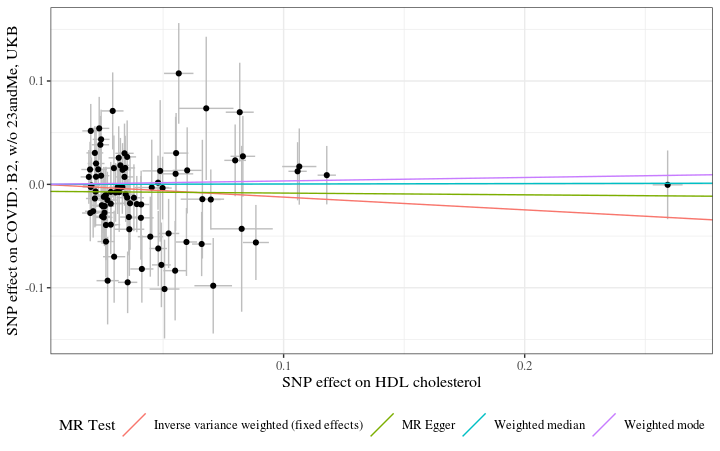 SNP effect on COVID: B2, w/o 23andMe, UKB
0.1
0.0
-0.1
0.1
0.2
SNP effect on HDL cholesterol
MR Test
Inverse variance weighted (fixed effects)
MR Egger
Weighted median
Weighted mode